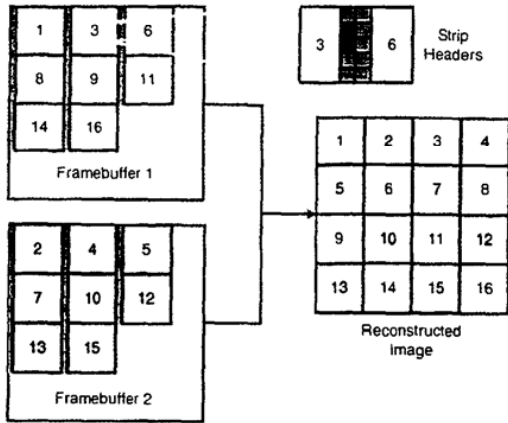 1 3 6
8 9 11
14 16
Framebuffer 1
3 6
Strip
Headers
2 4 5
7 10 12
13 15
Framebuffer 2
1 2 3 4
5 6 7 8
9 10 11 12
13 14 15 16
Reconstructed
image